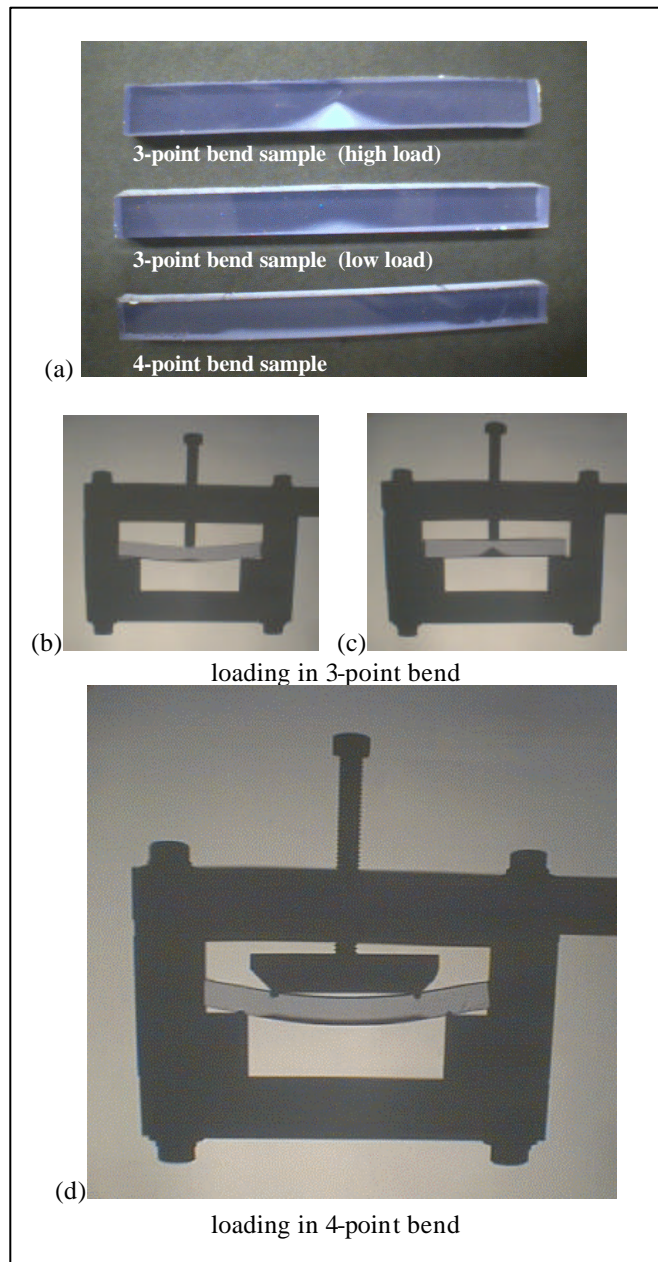 3-point bend sample (high load)
3-point bend sample (low load)
4-point bend sample
(a)
(b)
(c)
loading in 3-point bend
(d)
loading in 4-point bend